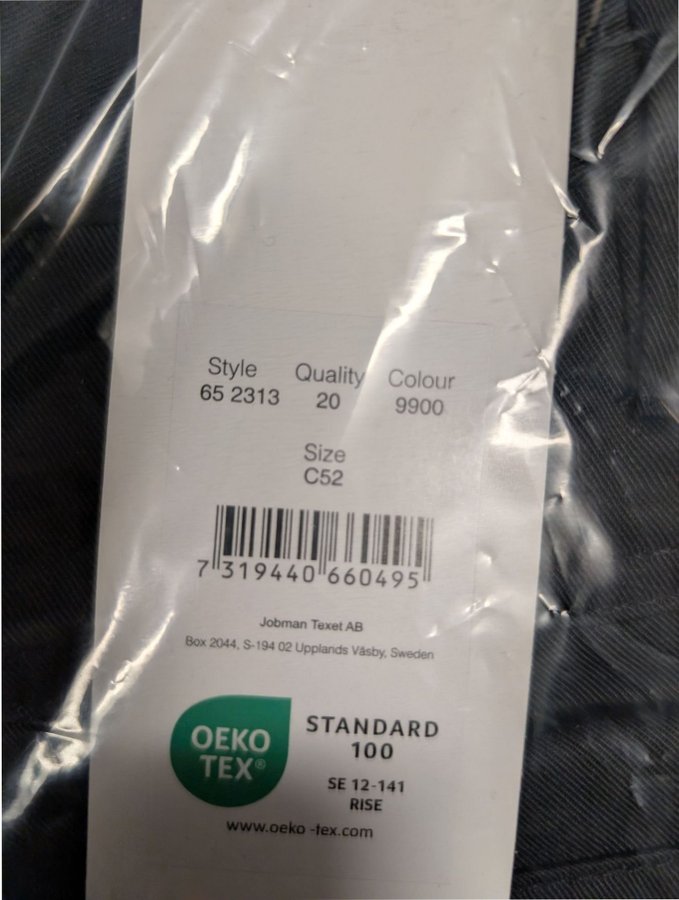 Style Quality Colour
65 2313 20 9900
Size
C52
7 319440 660495
Jobman Texet AB
Box 2044, S-194 02 Upplands Väsby, Sweden
OEKO
TEX®
STANDARD
100
SE 12-141
RISE
www.oeko -tex.com